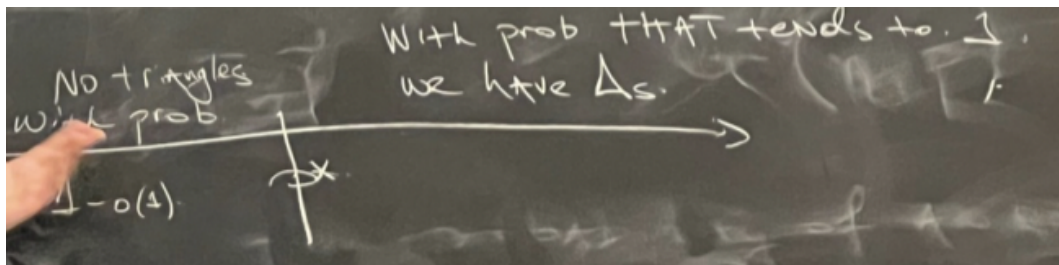 With prob THAT tends to 1.
we have Δs.
No triangles
with prob.
1 - o(1).